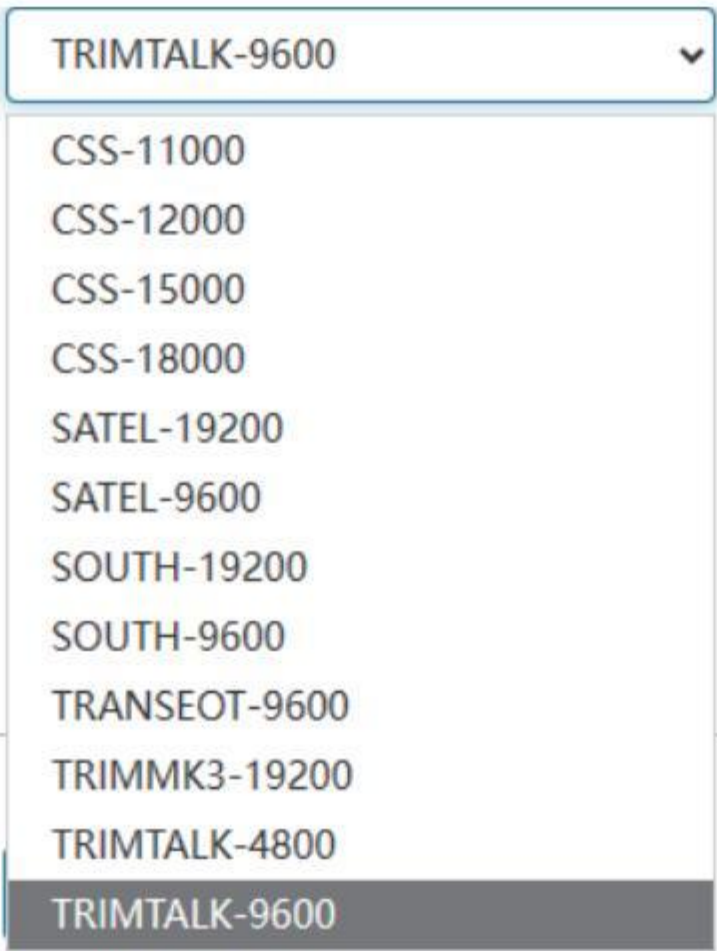 TRIMTALK-9600
CSS-11000
CSS-12000
CSS-15000
CSS-18000
SATEL-19200
SATEL-9600
SOUTH-19200
SOUTH-9600
TRANSEOT-9600
TRIMMK3-19200
TRIMTALK-4800
TRIMTALK-9600